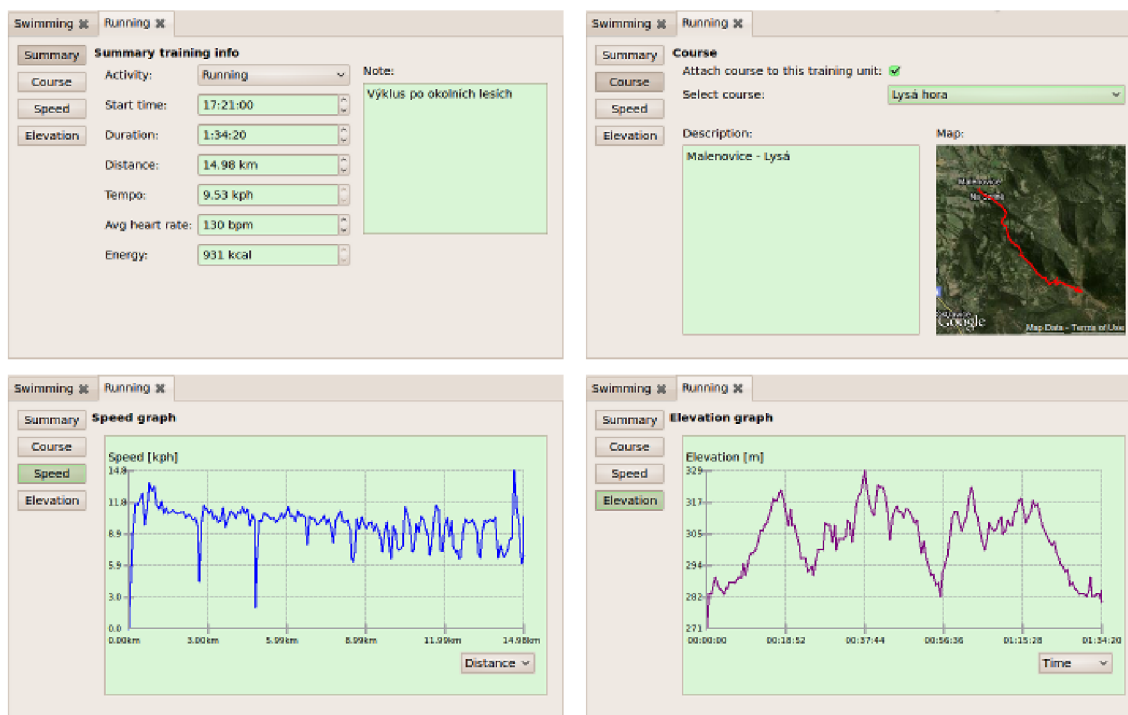 Swimming Running
Summary Summary training info
Course
Speed
Elevation
Activity: Running
Start time: 17:21:00
Duration: 1:34:20
Distance: 14.98 km
Tempo: 9.53 kph
Avg heart rate: 130 bpm
Energy: 931 kcal
Note:
Výklus po okolních lesích
Swimming Running
Summary Course
Course
Speed
Elevation
Attach course to this training unit:
Select course: Lysá hora
Description:
Malenovice - Lysá
Map:
Malenovice
Google
Map Data - Terms of Use
Swimming Running
Summary Speed graph
Course
Speed
Elevation
Speed [kph]
14.8
11.8
8.9
5.9
3.0
0.0
0.00km 3.00km 5.99km 8.99km 11.99km 14.98km
Distance
Swimming Running
Summary Elevation graph
Course
Speed
Elevation
Elevation [m]
329
317
305
294
282
271
00:00:00 00:18:52 00:37:44 00:56:36 01:15:28 01:34:20
Time